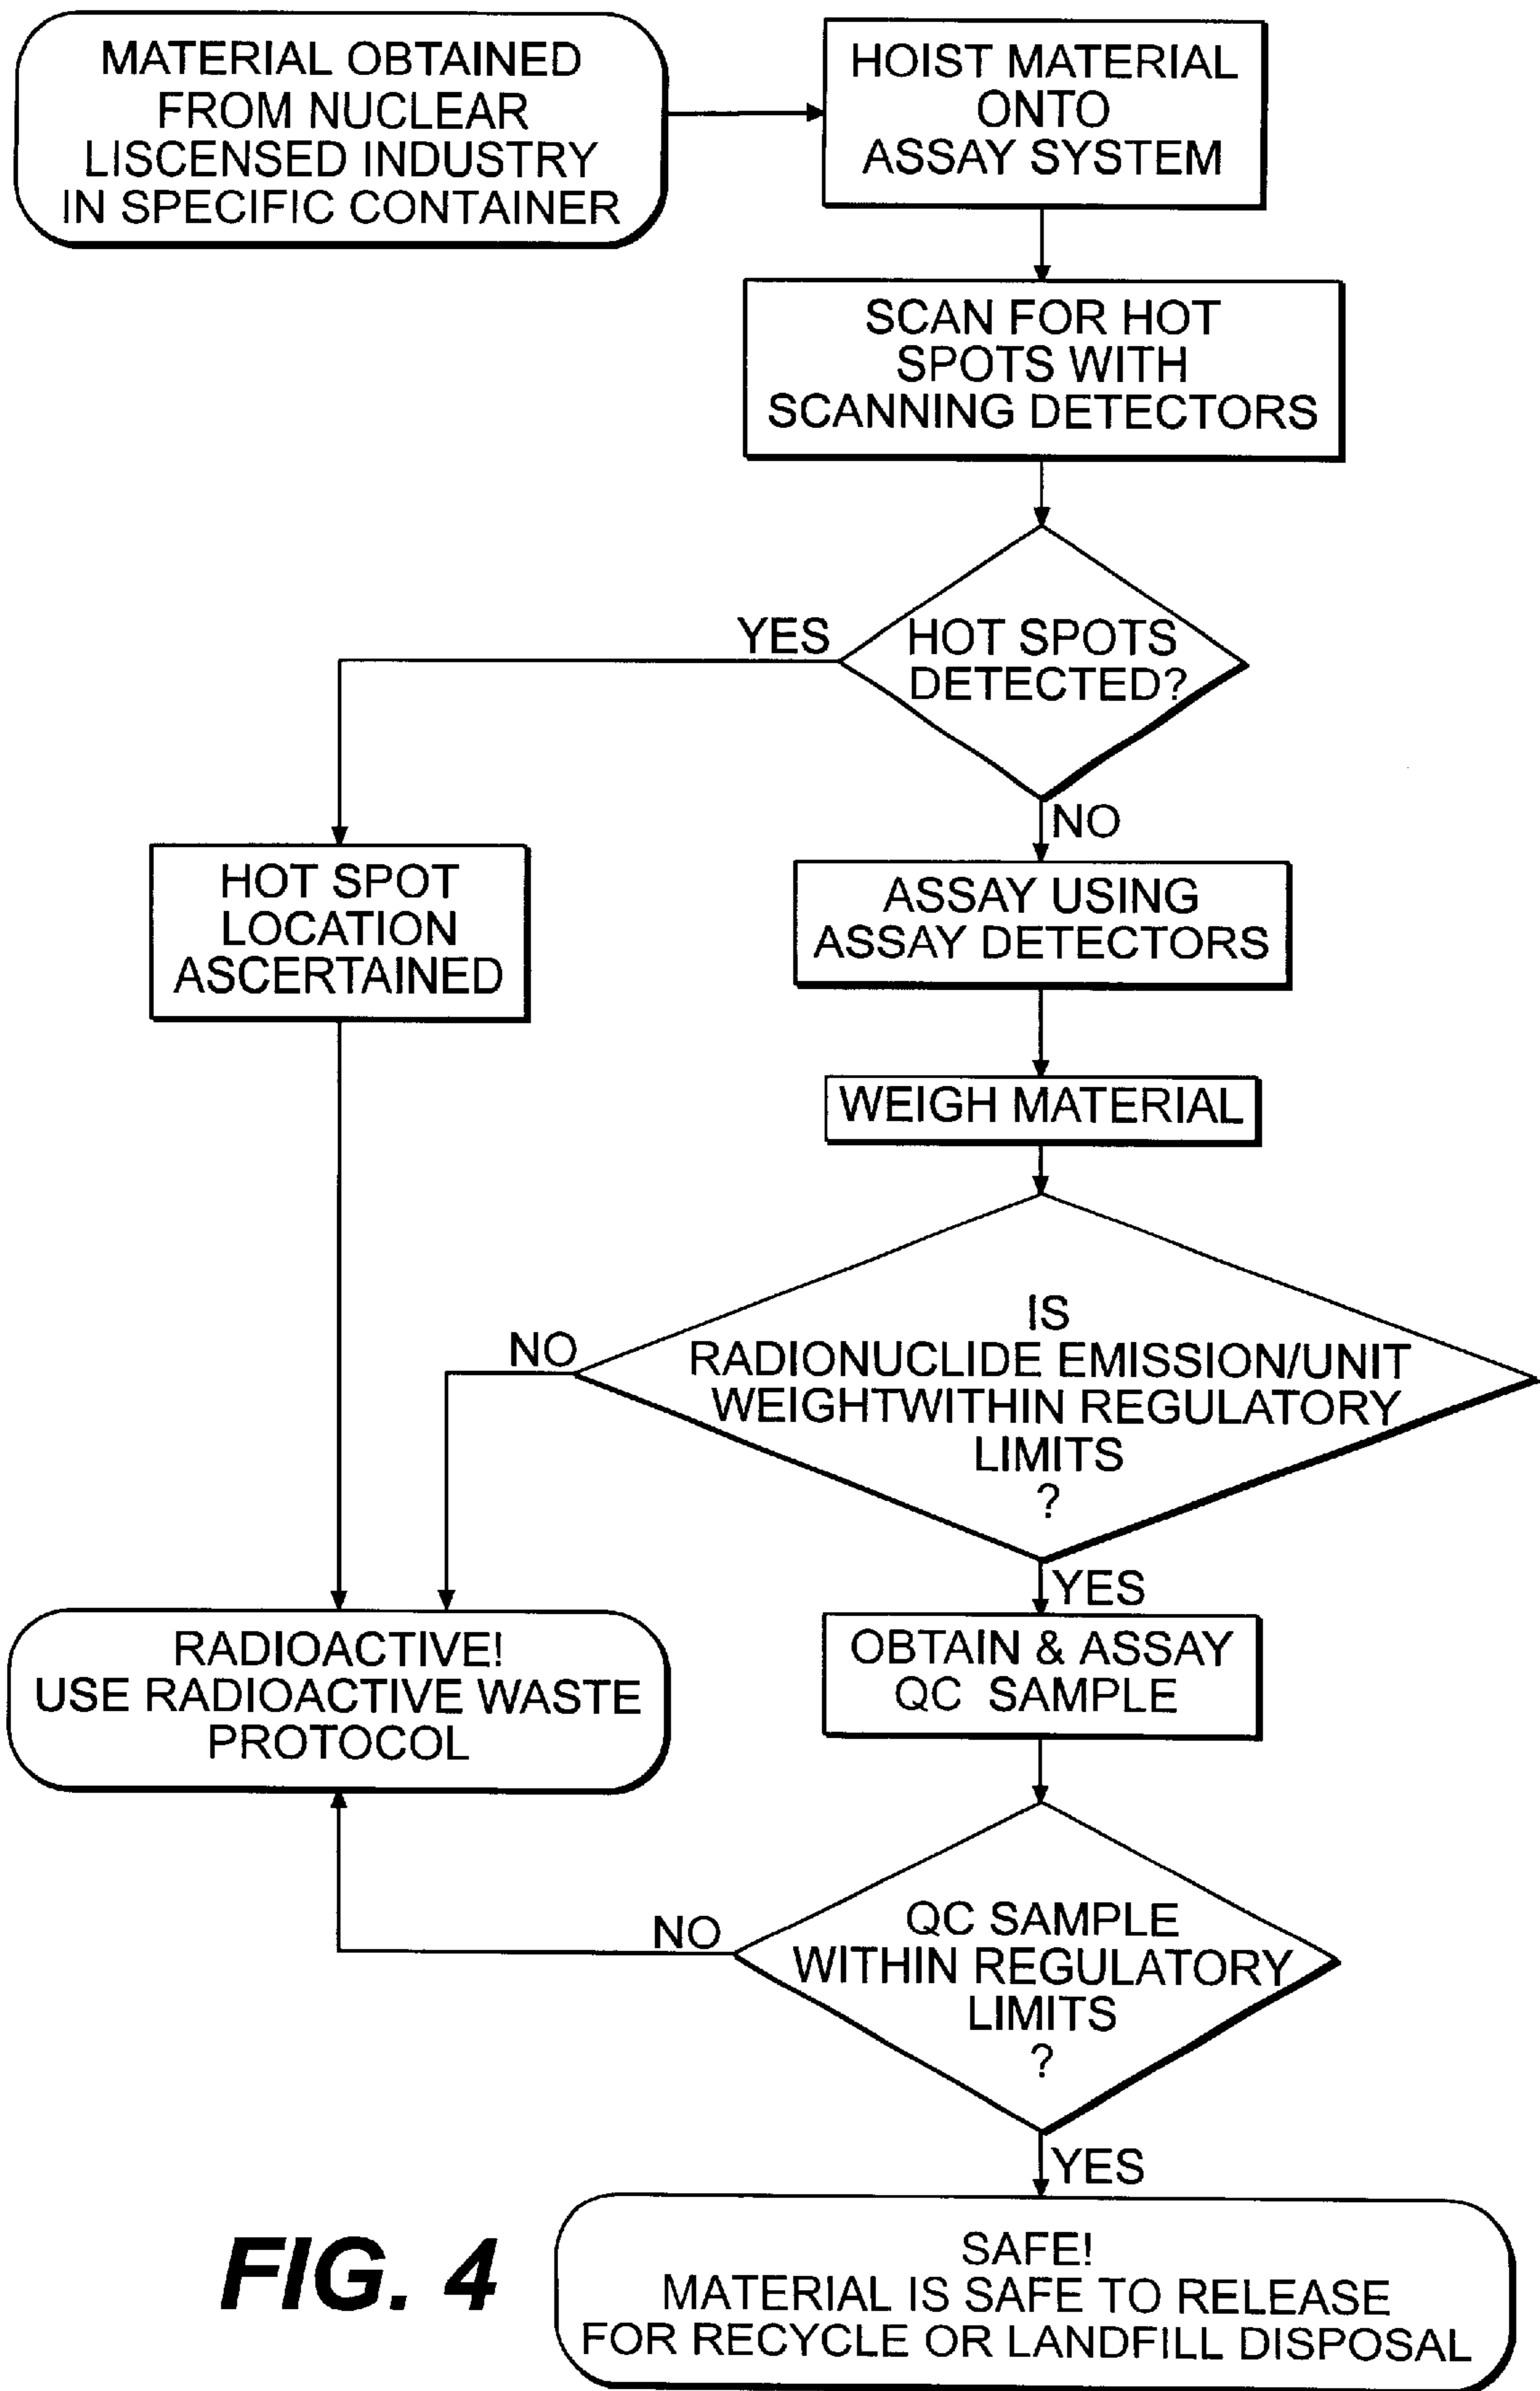 MATERIAL OBTAINED
FROM NUCLEAR
LISCENSED INDUSTRY
IN SPECIFIC CONTAINER
HOIST MATERIAL
ONTO
ASSAY SYSTEM
SCAN FOR HOT
SPOTS WITH
SCANNING DETECTORS
HOT SPOTS
DETECTED?
YES
NO
HOT SPOT
LOCATION
ASCERTAINED
ASSAY USING
ASSAY DETECTORS
WEIGH MATERIAL
IS
RADIONUCLIDE EMISSION/UNIT
WEIGHTWITHIN REGULATORY
LIMITS
?
NO
YES
RADIOACTIVE!
USE RADIOACTIVE WASTE
PROTOCOL
OBTAIN & ASSAY
QC SAMPLE
QC SAMPLE
WITHIN REGULATORY
LIMITS
?
NO
YES
SAFE!
MATERIAL IS SAFE TO RELEASE
FOR RECYCLE OR LANDFILL DISPOSAL
FIG. 4